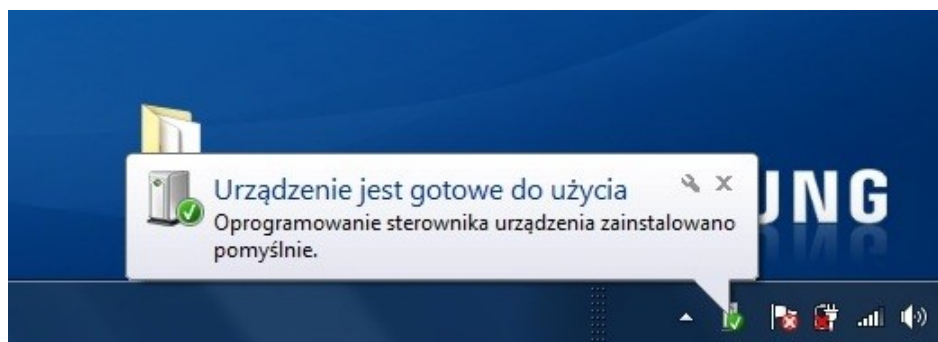 Urządzenie jest gotowe do użycia
Oprogramowanie sterownika urządzenia zainstalowano
pomyślnie.
UNG